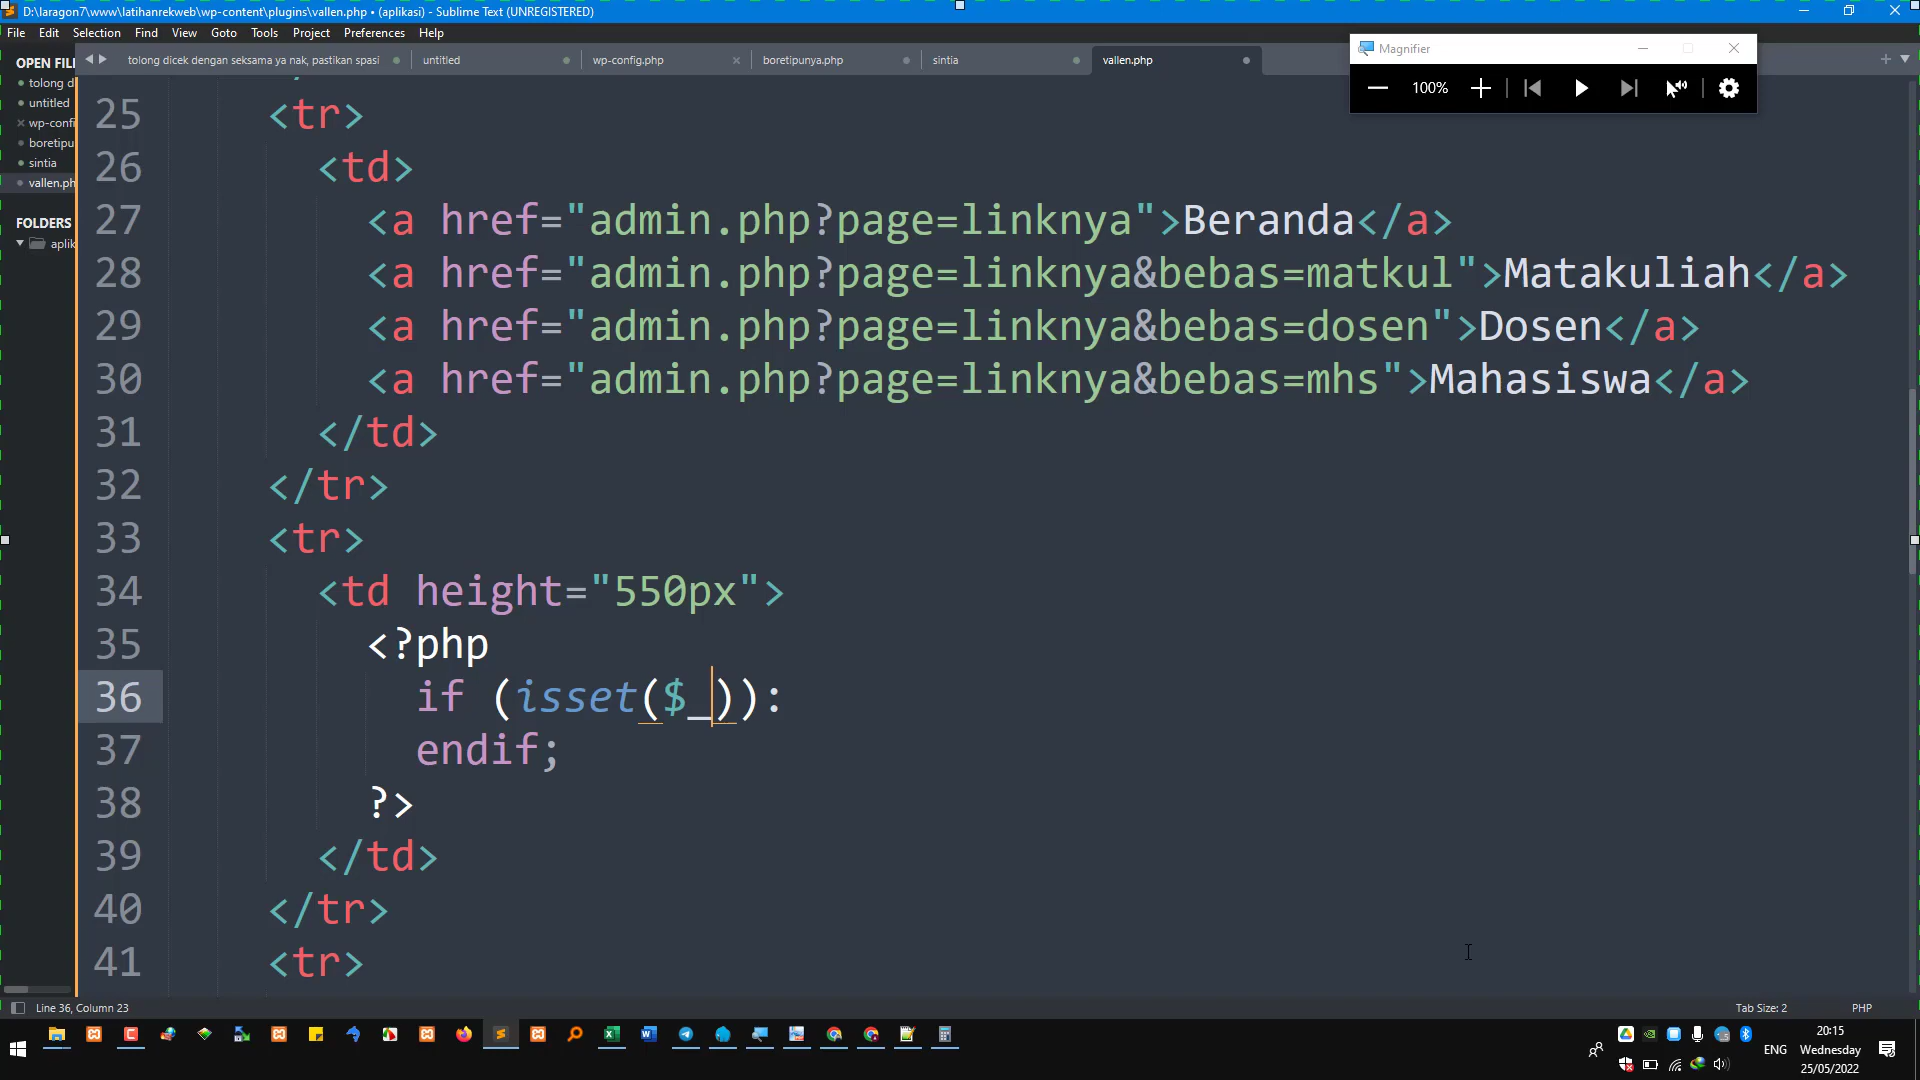 D:\laragon7\www\latihanrekweb\wp-content\plugins\vallen.php • (aplikasi) - Sublime Text (UNREGISTERED)
File Edit Selection Find View Goto Tools Project Preferences Help
Magnifier
100%
OPEN FILE
tolong d
untitled
wp-confi
boretipu
sintia
vallen.ph
FOLDERS
aplik
tolong dicek dengan seksama ya nak, pastikan spasi
untitled
wp-config.php
boretipunya.php
sintia
vallen.php
25 <tr>
26 <td>
27 <a href="admin.php?page=linknya">Beranda</a>
28 <a href="admin.php?page=linknya&bebas=matkul">Matakuliah</a>
29 <a href="admin.php?page=linknya&bebas=dosen">Dosen</a>
30 <a href="admin.php?page=linknya&bebas=mhs">Mahasiswa</a>
31 </td>
32 </tr>
33 <tr>
34 <td height="550px">
35 <?php
36 if (isset($_)):
37 endif;
38 ?>
39 </td>
40 </tr>
41 <tr>
Line 36, Column 23
Tab Size: 2
PHP
ENG
20:15
Wednesday
25/05/2022